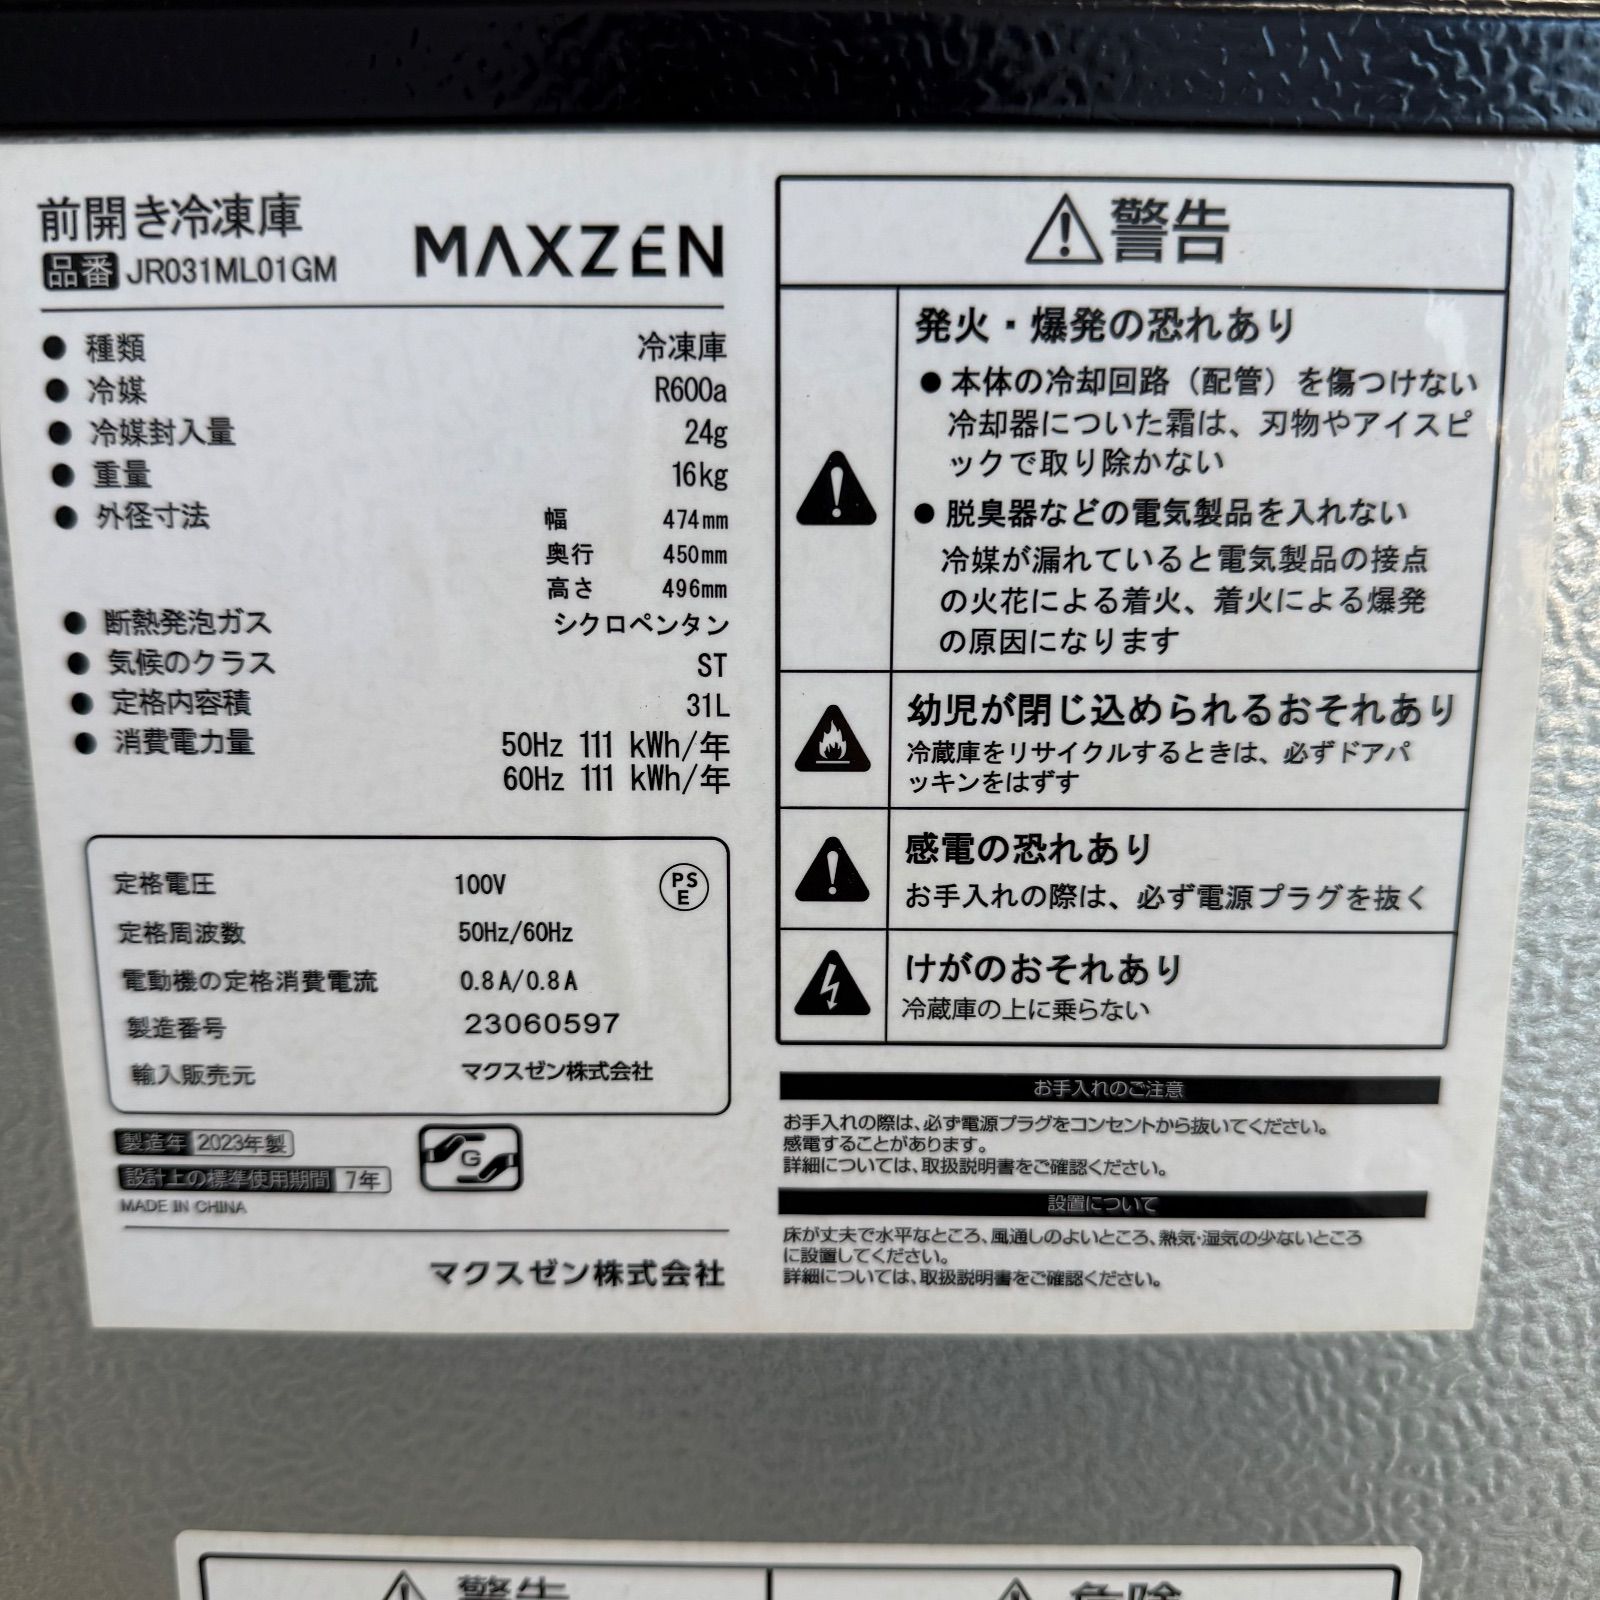 前開き冷凍庫
品番 JR031ML01GM
MAXZEN
● 種類 冷凍庫
● 冷媒 R600a
● 冷媒封入量 24g
● 重量 16kg
● 外径寸法 幅 474mm
奥行 450mm
高さ 496mm
● 断熱発泡ガス シクロペンタン
● 気候のクラス ST
● 定格内容積 31L
● 消費電力量 50Hz 111 kWh/年
60Hz 111 kWh/年
定格電圧 100V
PS
E
定格周波数 50Hz/60Hz
電動機の定格消費電流 0.8A/0.8A
製造番号 23060597
輸入販売元 マクスゼン株式会社
製造年 2023年製
設計上の標準使用期間 7年
G
MADE IN CHINA
マクスゼン株式会社
警告
発火・爆発の恐れあり
● 本体の冷却回路（配管）を傷つけない
冷却器についた霜は、刃物やアイスピ
ックで取り除かない
● 脱臭器などの電気製品を入れない
冷媒が漏れていると電気製品の接点
の火花による着火、着火による爆発
の原因になります
幼児が閉じ込められるおそれあり
冷蔵庫をリサイクルするときは、必ずドアパ
ッキンをはずす
感電の恐れあり
お手入れの際は、必ず電源プラグを抜く
けがのおそれあり
冷蔵庫の上に乗らない
お手入れのご注意
お手入れの際は、必ず電源プラグをコンセントから抜いてください。
感電することがあります。
詳細については、取扱説明書をご確認ください。
設置について
床が丈夫で水平なところ、風通しのよいところ、熱気・湿気の少ないところ
に設置してください。
詳細については、取扱説明書をご確認ください。
警告
危険